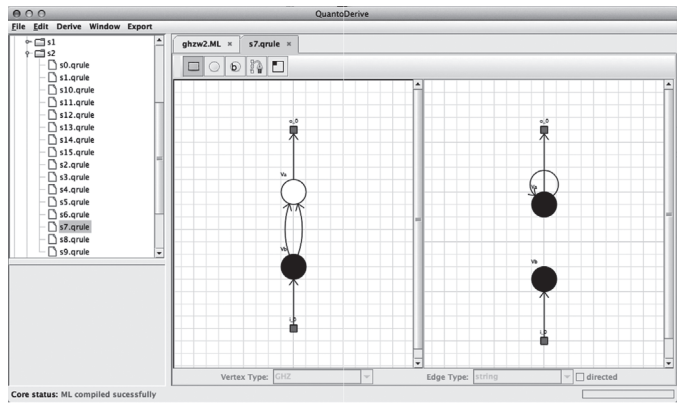 QuantoDerive
File Edit Derive Window Export
s1
s2
s0.qrule
s1.qrule
s10.qrule
s11.qrule
s12.qrule
s13.qrule
s14.qrule
s15.qrule
s2.qrule
s3.qrule
s4.qrule
s5.qrule
s6.qrule
s7.qrule
s8.qrule
s9.qrule
ghzw2.ML × s7.qrule ×
b
o_0
Va
Vb
i_0
o_0
Va
Vb
i_0
Vertex Type: GHZ Edge Type: string directed
Core status: ML compiled sucessfully